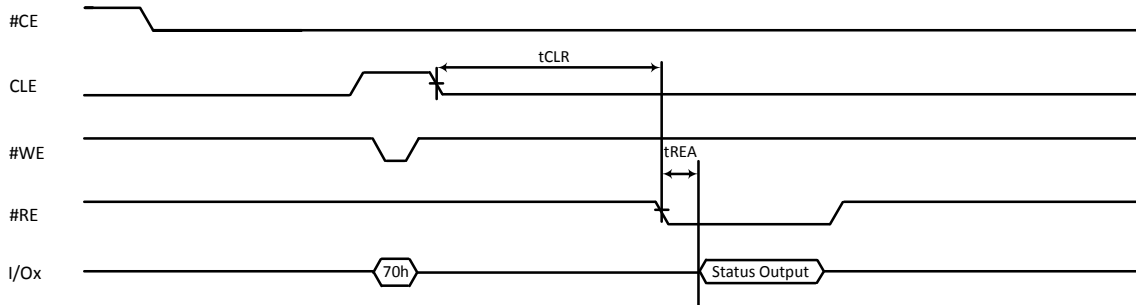 #CE
tCLR
CLE
#WE
tREA
#RE
I/Ox
70h
Status Output